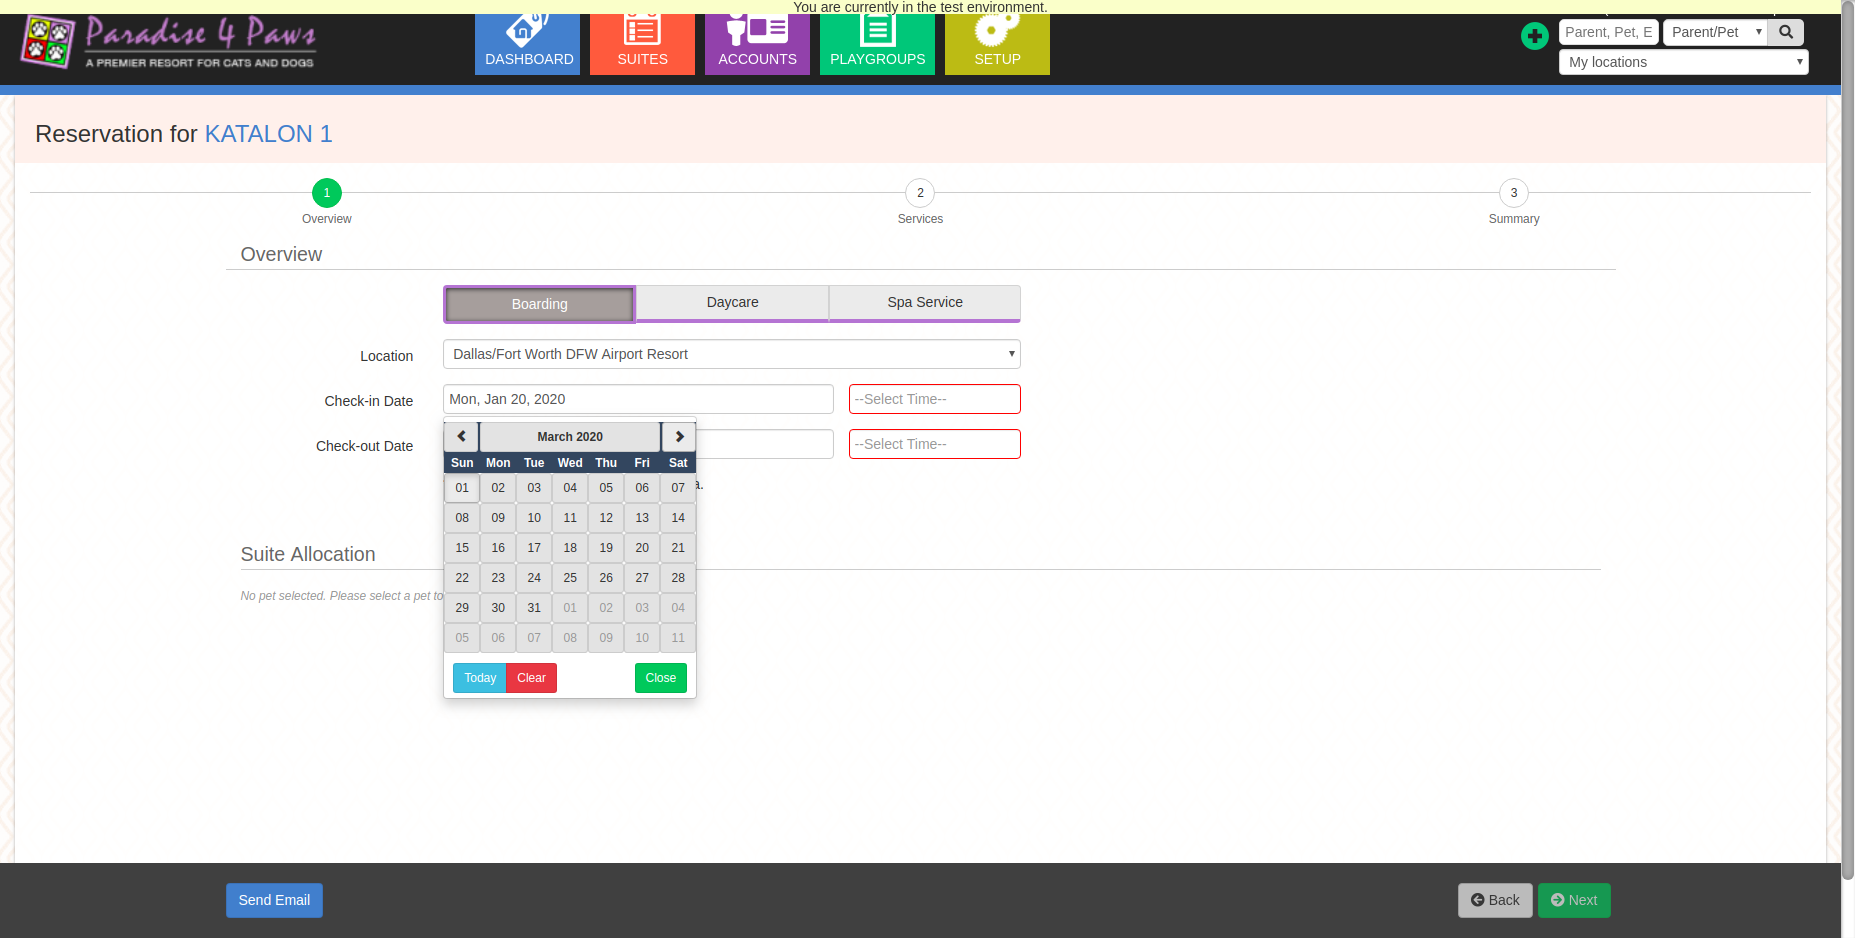 You are currently in the test environment.
Paradise 4 Paws
A PREMIER RESORT FOR CATS AND DOGS
DASHBOARD
SUITES
ACCOUNTS
PLAYGROUPS
SETUP
Parent, Pet, E
Parent/Pet
My locations
Reservation for KATALON 1
1
2
3
Overview
Services
Summary
Overview
Boarding
Daycare
Spa Service
Location
Dallas/Fort Worth DFW Airport Resort
Check-in Date
Mon, Jan 20, 2020
--Select Time--
Check-out Date
--Select Time--
a.
March 2020
Sun Mon Tue Wed Thu Fri Sat
01 02 03 04 05 06 07
08 09 10 11 12 13 14
15 16 17 18 19 20 21
22 23 24 25 26 27 28
29 30 31 01 02 03 04
05 06 07 08 09 10 11
Today Clear Close
Suite Allocation
No pet selected. Please select a pet to
Send Email
Back
Next